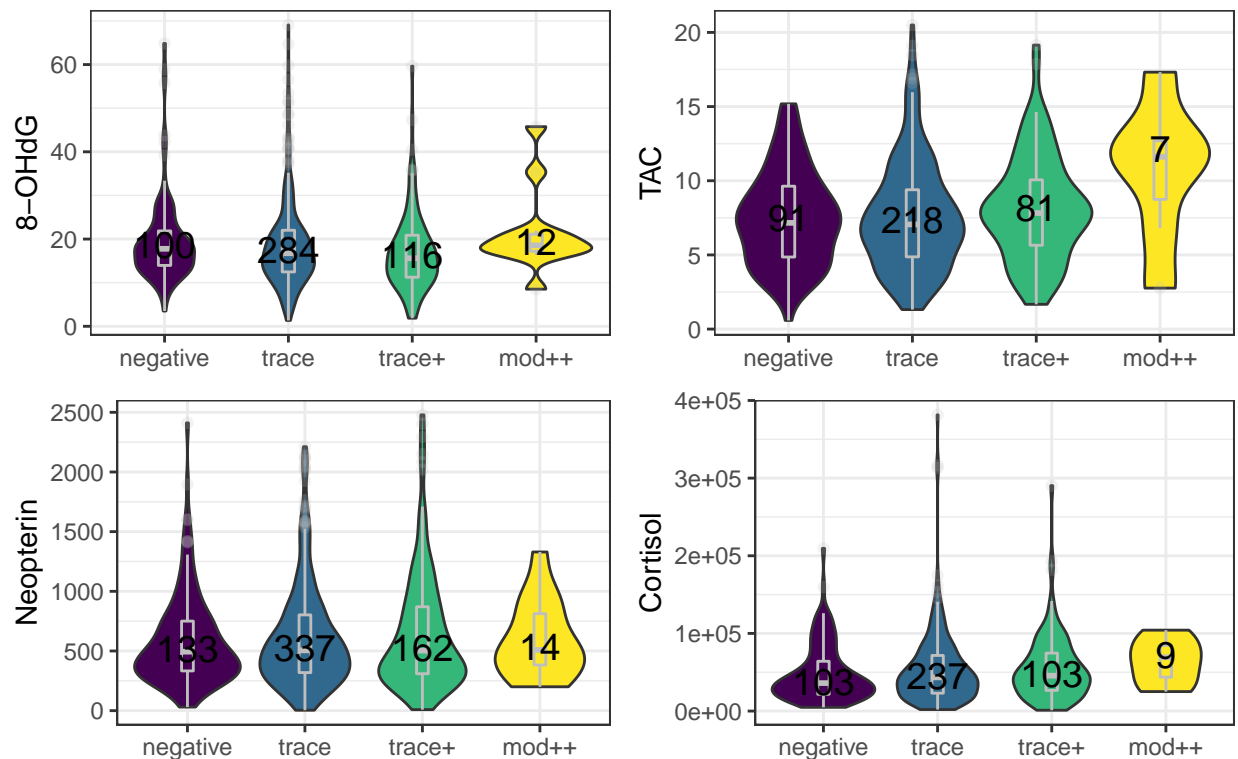 8−OHdG
60
40
20
0
100
284
116
12
negative trace trace+ mod++
TAC
20
15
10
5
0
91
218
81
7
negative trace trace+ mod++
Neopterin
2500
2000
1500
1000
500
0
133
337
162
14
negative trace trace+ mod++
Cortisol
4e+05
3e+05
2e+05
1e+05
0e+00
103
237
103
9
negative trace trace+ mod++